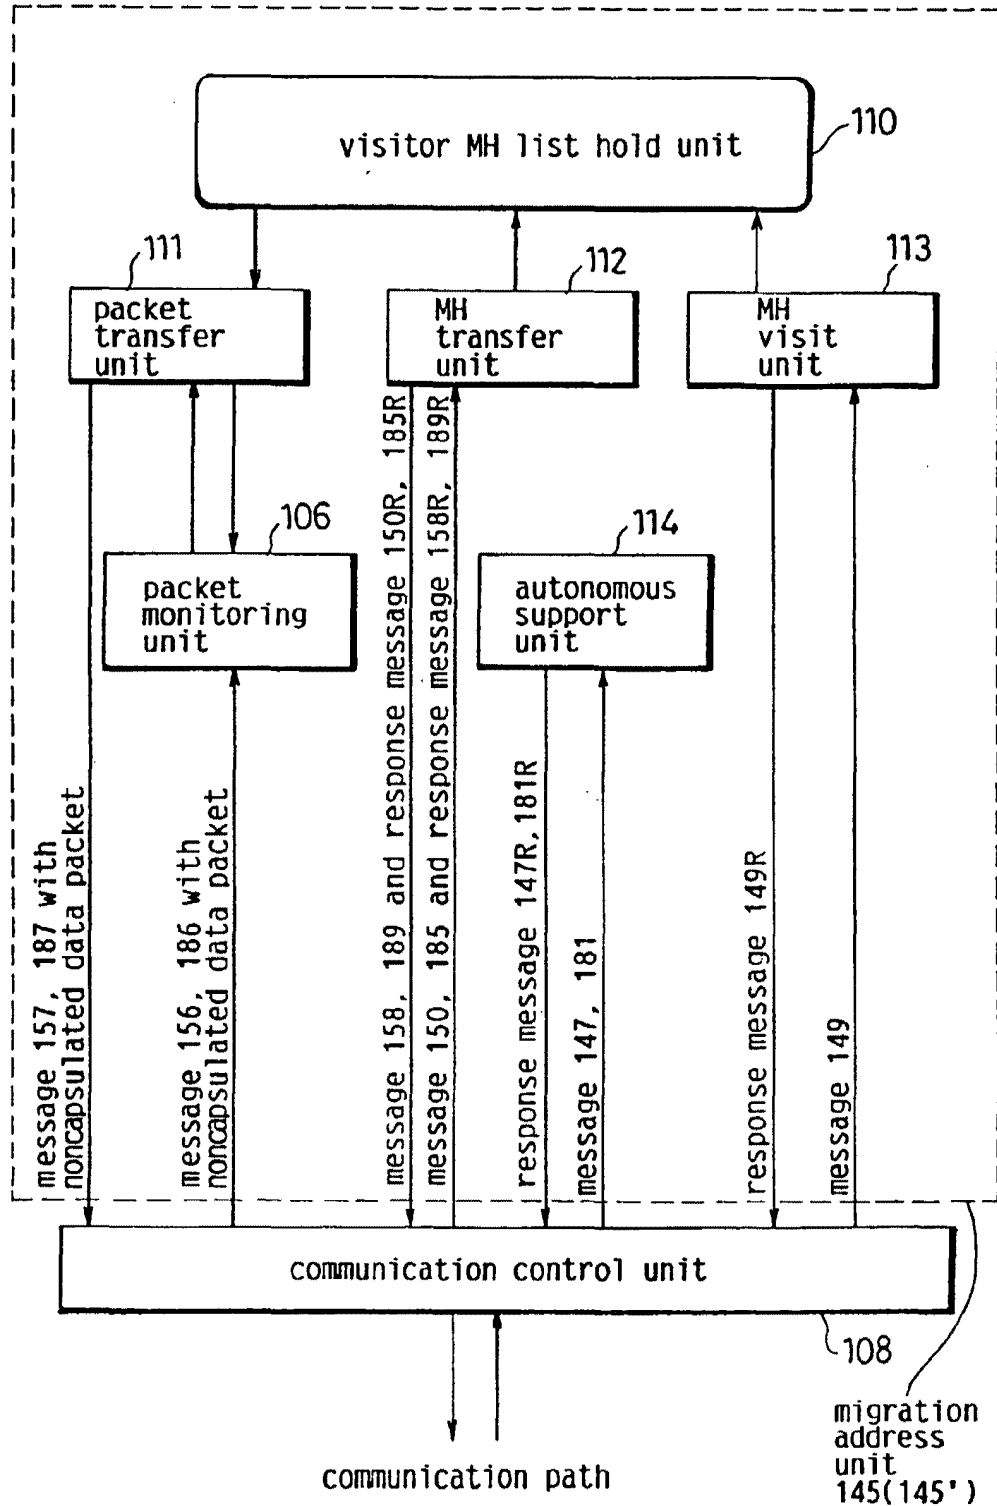 110
visitor MH list hold unit
111
112
113
packet
transfer
unit
MH
transfer
unit
MH
visit
unit
106
114
packet
monitoring
unit
autonomous
support
unit
message 157, 187 with
noncapsulated data packet
message 156, 186 with
noncapsulated data packet
message 158, 189 and response message 150R, 185R
message 150, 185 and response message 158R, 189R
response message 147R,181R
message 147, 181
response message 149R
message 149
communication control unit
108
migration
address
unit
145(145')
communication path